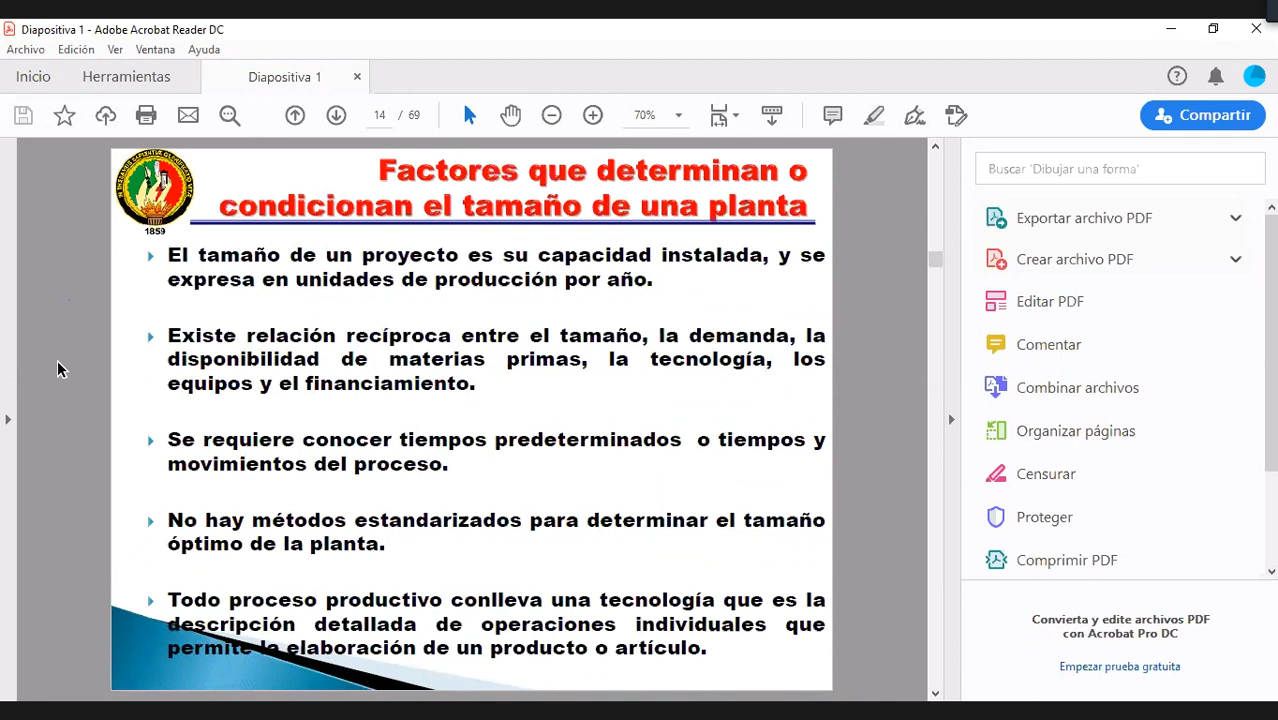 Diapositiva 1 - Adobe Acrobat Reader DC
Archivo Edición Ver Ventana Ayuda
Inicio Herramientas Diapositiva 1
14 / 69 70% Compartir
Factores que determinan o
condicionan el tamaño de una planta
1859
El tamaño de un proyecto es su capacidad instalada, y se
expresa en unidades de producción por año.
Existe relación recíproca entre el tamaño, la demanda, la
disponibilidad de materias primas, la tecnología, los
equipos y el financiamiento.
Se requiere conocer tiempos predeterminados o tiempos y
movimientos del proceso.
No hay métodos estandarizados para determinar el tamaño
óptimo de la planta.
Todo proceso productivo conlleva una tecnología que es la
descripción detallada de operaciones individuales que
permite la elaboración de un producto o artículo.
Buscar 'Dibujar una forma'
Exportar archivo PDF
Crear archivo PDF
Editar PDF
Comentar
Combinar archivos
Organizar páginas
Censurar
Proteger
Comprimir PDF
Convierta y edite archivos PDF
con Acrobat Pro DC
Empezar prueba gratuita